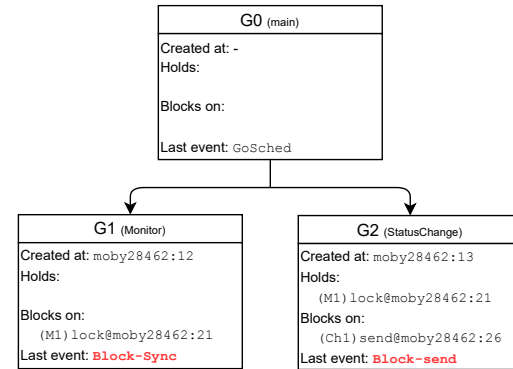 G0 (main)
Created at: -
Holds:
Blocks on:
Last event: GoSched
G1 (Monitor)
Created at: moby28462:12
Holds:
Blocks on:
(M1)lock@moby28462:21
Last event: Block-Sync
G2 (StatusChange)
Created at: moby28462:13
Holds:
(M1)lock@moby28462:21
Blocks on:
(Ch1)send@moby28462:26
Last event: Block-send